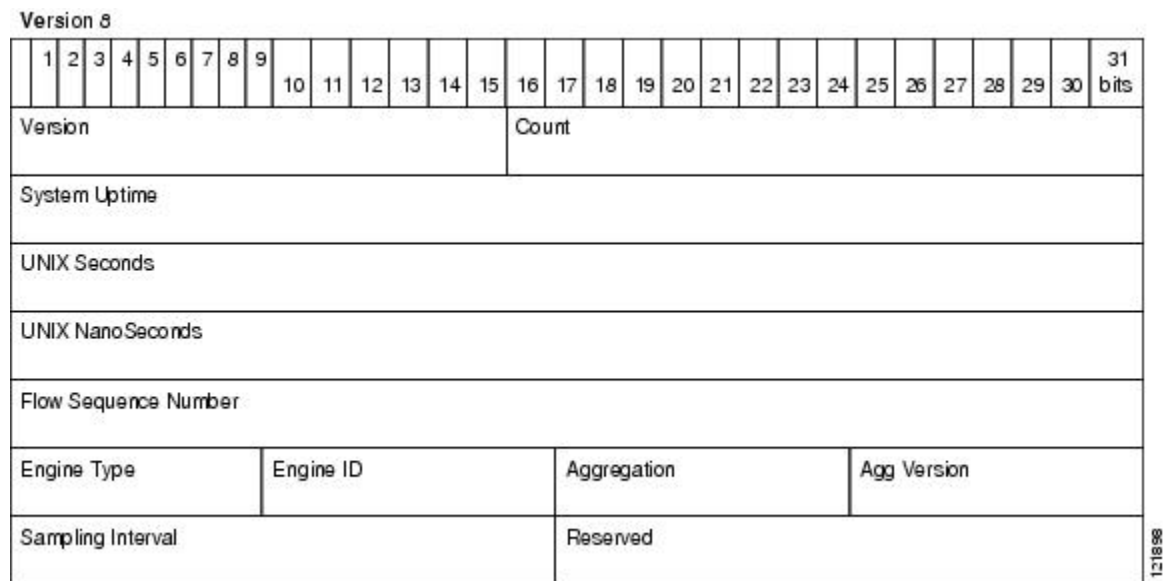 Version 8
1 2 3 4 5 6 7 8 9 10 11 12 13 14 15 16 17 18 19 20 21 22 23 24 25 26 27 28 29 30 31 bits
Version Count
System Uptime
UNIX Seconds
UNIX NanoSeconds
Flow Sequence Number
Engine Type Engine ID Aggregation Agg Version
Sampling Interval Reserved
121898